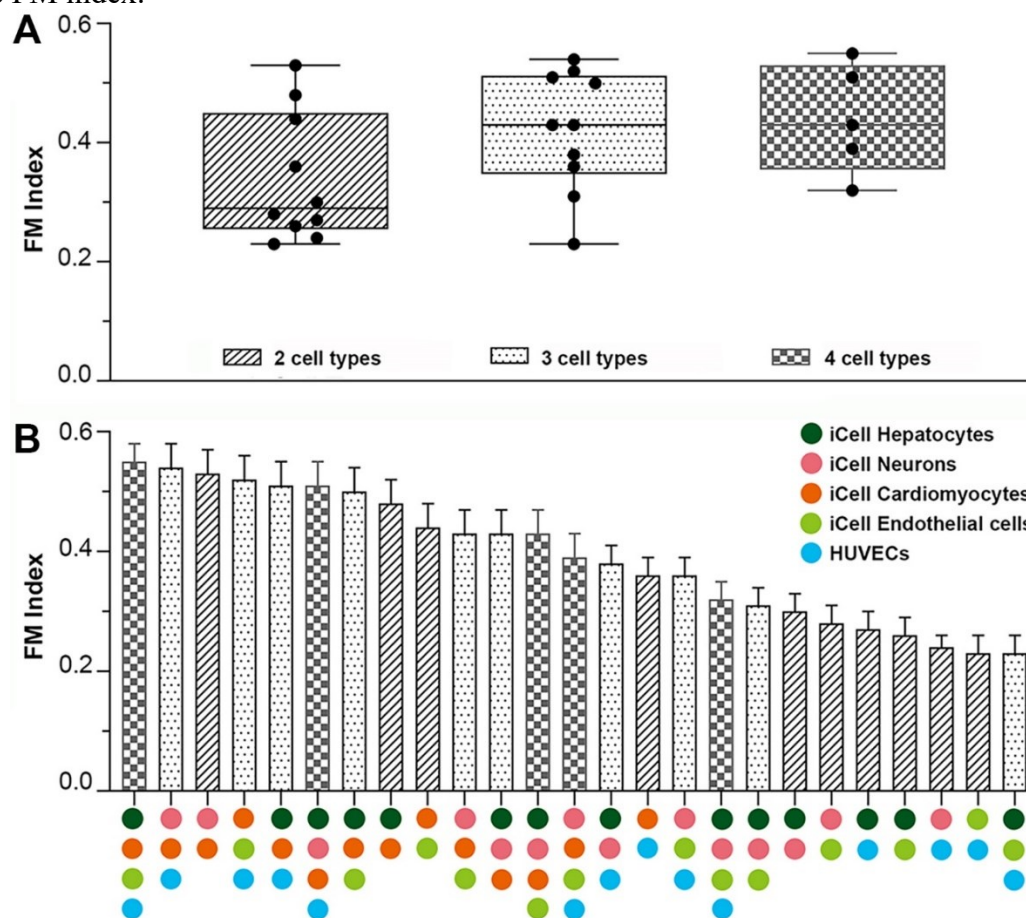 FM index.
A
0.6
0.4
0.2
0.0
FM Index
2 cell types
3 cell types
4 cell types
B
0.6
0.4
0.2
0.0
FM Index
iCell Hepatocytes
iCell Neurons
iCell Cardiomyocytes
iCell Endothelial cells
HUVECs